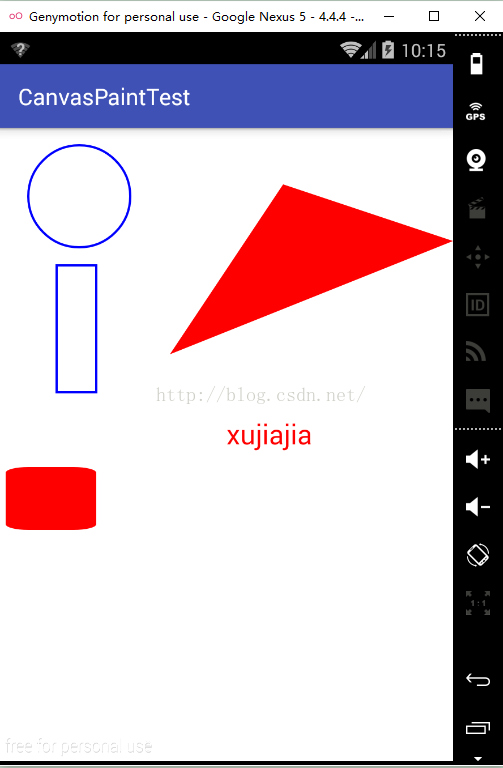 Genymotion for personal use - Google Nexus 5 - 4.4.4 -...
10:15
CanvasPaintTest
GPS
ID
http://blog.csdn.net/
xujiajia
1:1
free for personal use